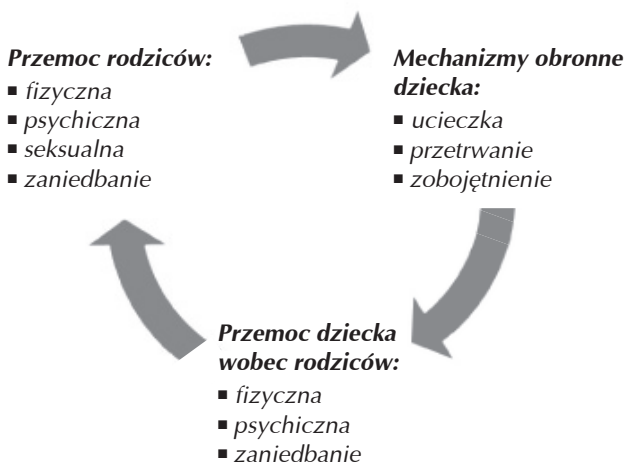 Przemoc rodziców:
▪ fizyczna
▪ psychiczna
▪ seksualna
▪ zaniedbanie
Mechanizmy obronne
dziecka:
▪ ucieczka
▪ przetrwanie
▪ zobojętnienie
Przemoc dziecka
wobec rodziców:
▪ fizyczna
▪ psychiczna
▪ zaniedbanie